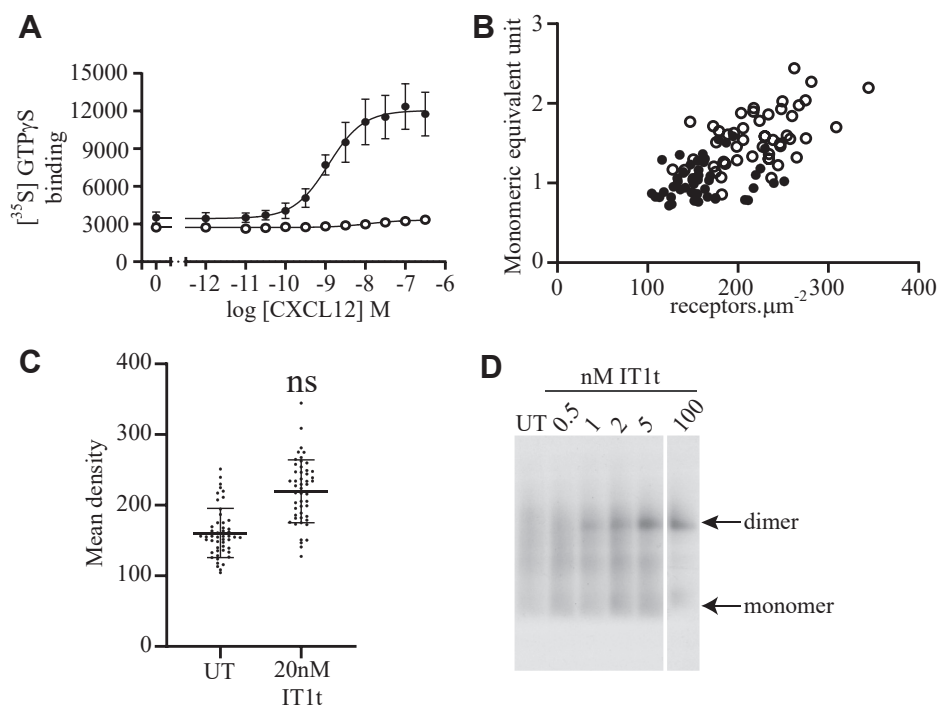 A
[³⁵S] GTPγS
binding
15000
12000
9000
6000
3000
0
0 -12 -11 -10 -9 -8 -7 -6
log [CXCL12] M
B
Monomeric equivalent unit
3
2
1
0
0 100 200 300 400
receptors.μm⁻²
C
Mean density
400
300
200
100
0
ns
UT 20nM
IT1t
D
nM IT1t
UT 0.5 1 2 5 100
dimer
monomer